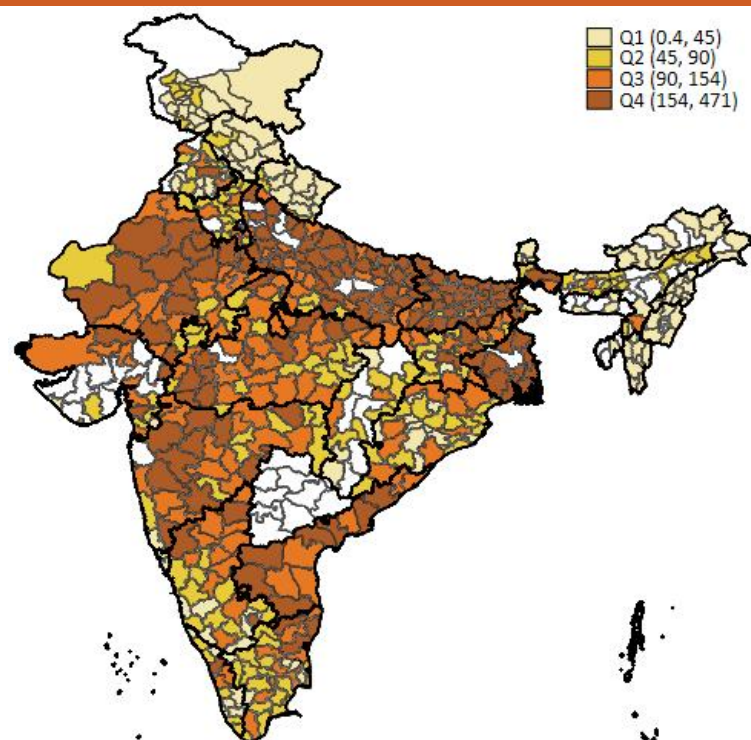 Q1 (0.4, 45)
Q2 (45, 90)
Q3 (90, 154)
Q4 (154, 471)